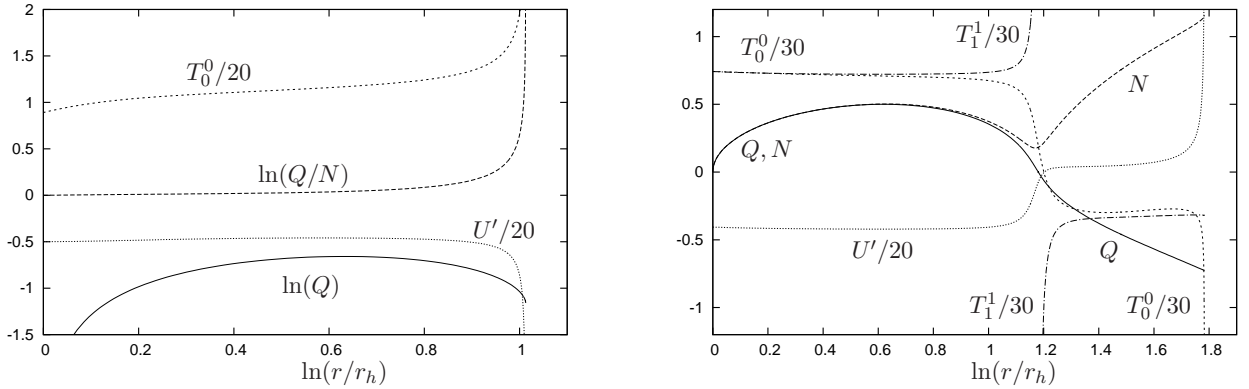 2
1.5
1
0.5
0
-0.5
-1
-1.5
0
0.2
0.4
0.6
0.8
1
ln(r/r_h)
T_0^0/20
ln(Q/N)
U′/20
ln(Q)
1
0.5
0
-0.5
-1
0.0
0.2
0.4
0.6
0.8
1.0
1.2
1.4
1.6
1.8
ln(r/r_h)
T_0^0/30
T_1^1/30
N
Q, N
U′/20
Q
T_1^1/30
T_0^0/30